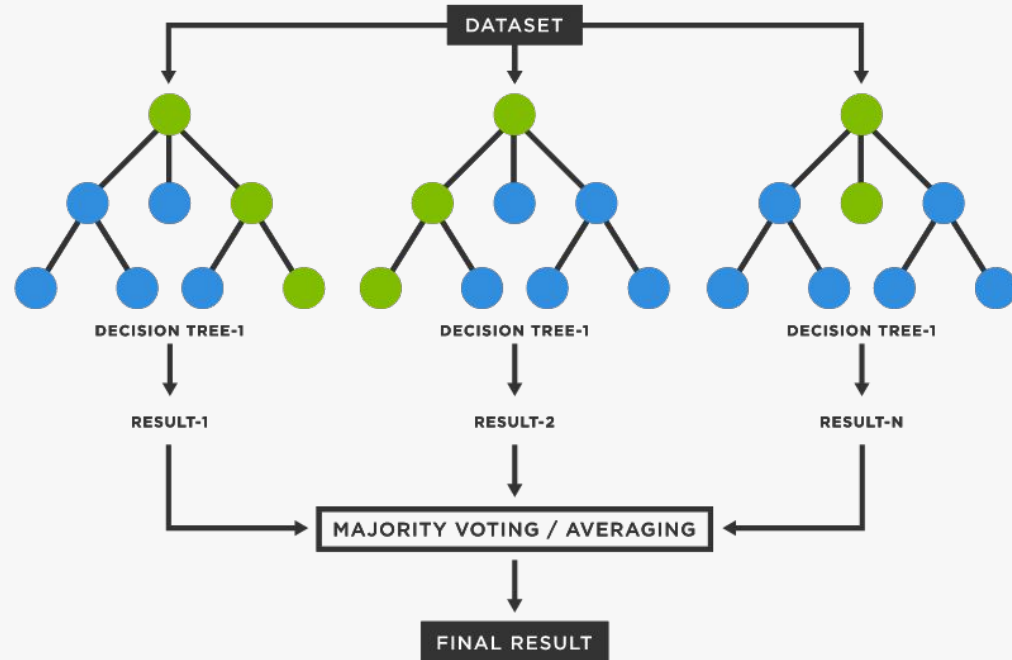 DATASET
DECISION TREE-1
DECISION TREE-1
DECISION TREE-1
RESULT-1
RESULT-2
RESULT-N
MAJORITY VOTING / AVERAGING
FINAL RESULT